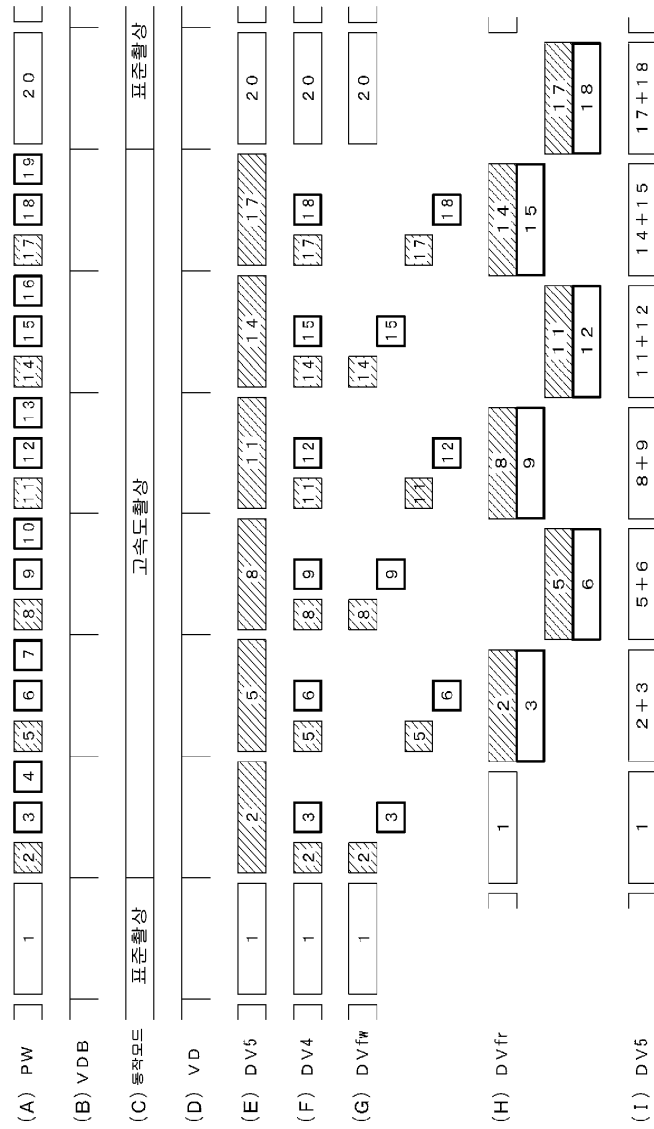 (A) PW 1 2 3 4 5 6 7 8 9 10 11 12 13 14 15 16 17 18 19 20
(B) VDB
(C) 동작모드 표준촬상 고속도촬상 표준촬상
(D) VD
(E) DV5 1 2 5 8 11 14 17 20
(F) DV4 1 2 3 5 6 8 9 11 12 14 15 17 18 20
(G) DVfw 1 2 8 14 20
3 9 15
5 11 17
6 12 18
(H) DVfr 1 2 8 14
3 9 15
5 11 17
6 12 18
(I) DV5 1 2+3 5+6 8+9 11+12 14+15 17+18